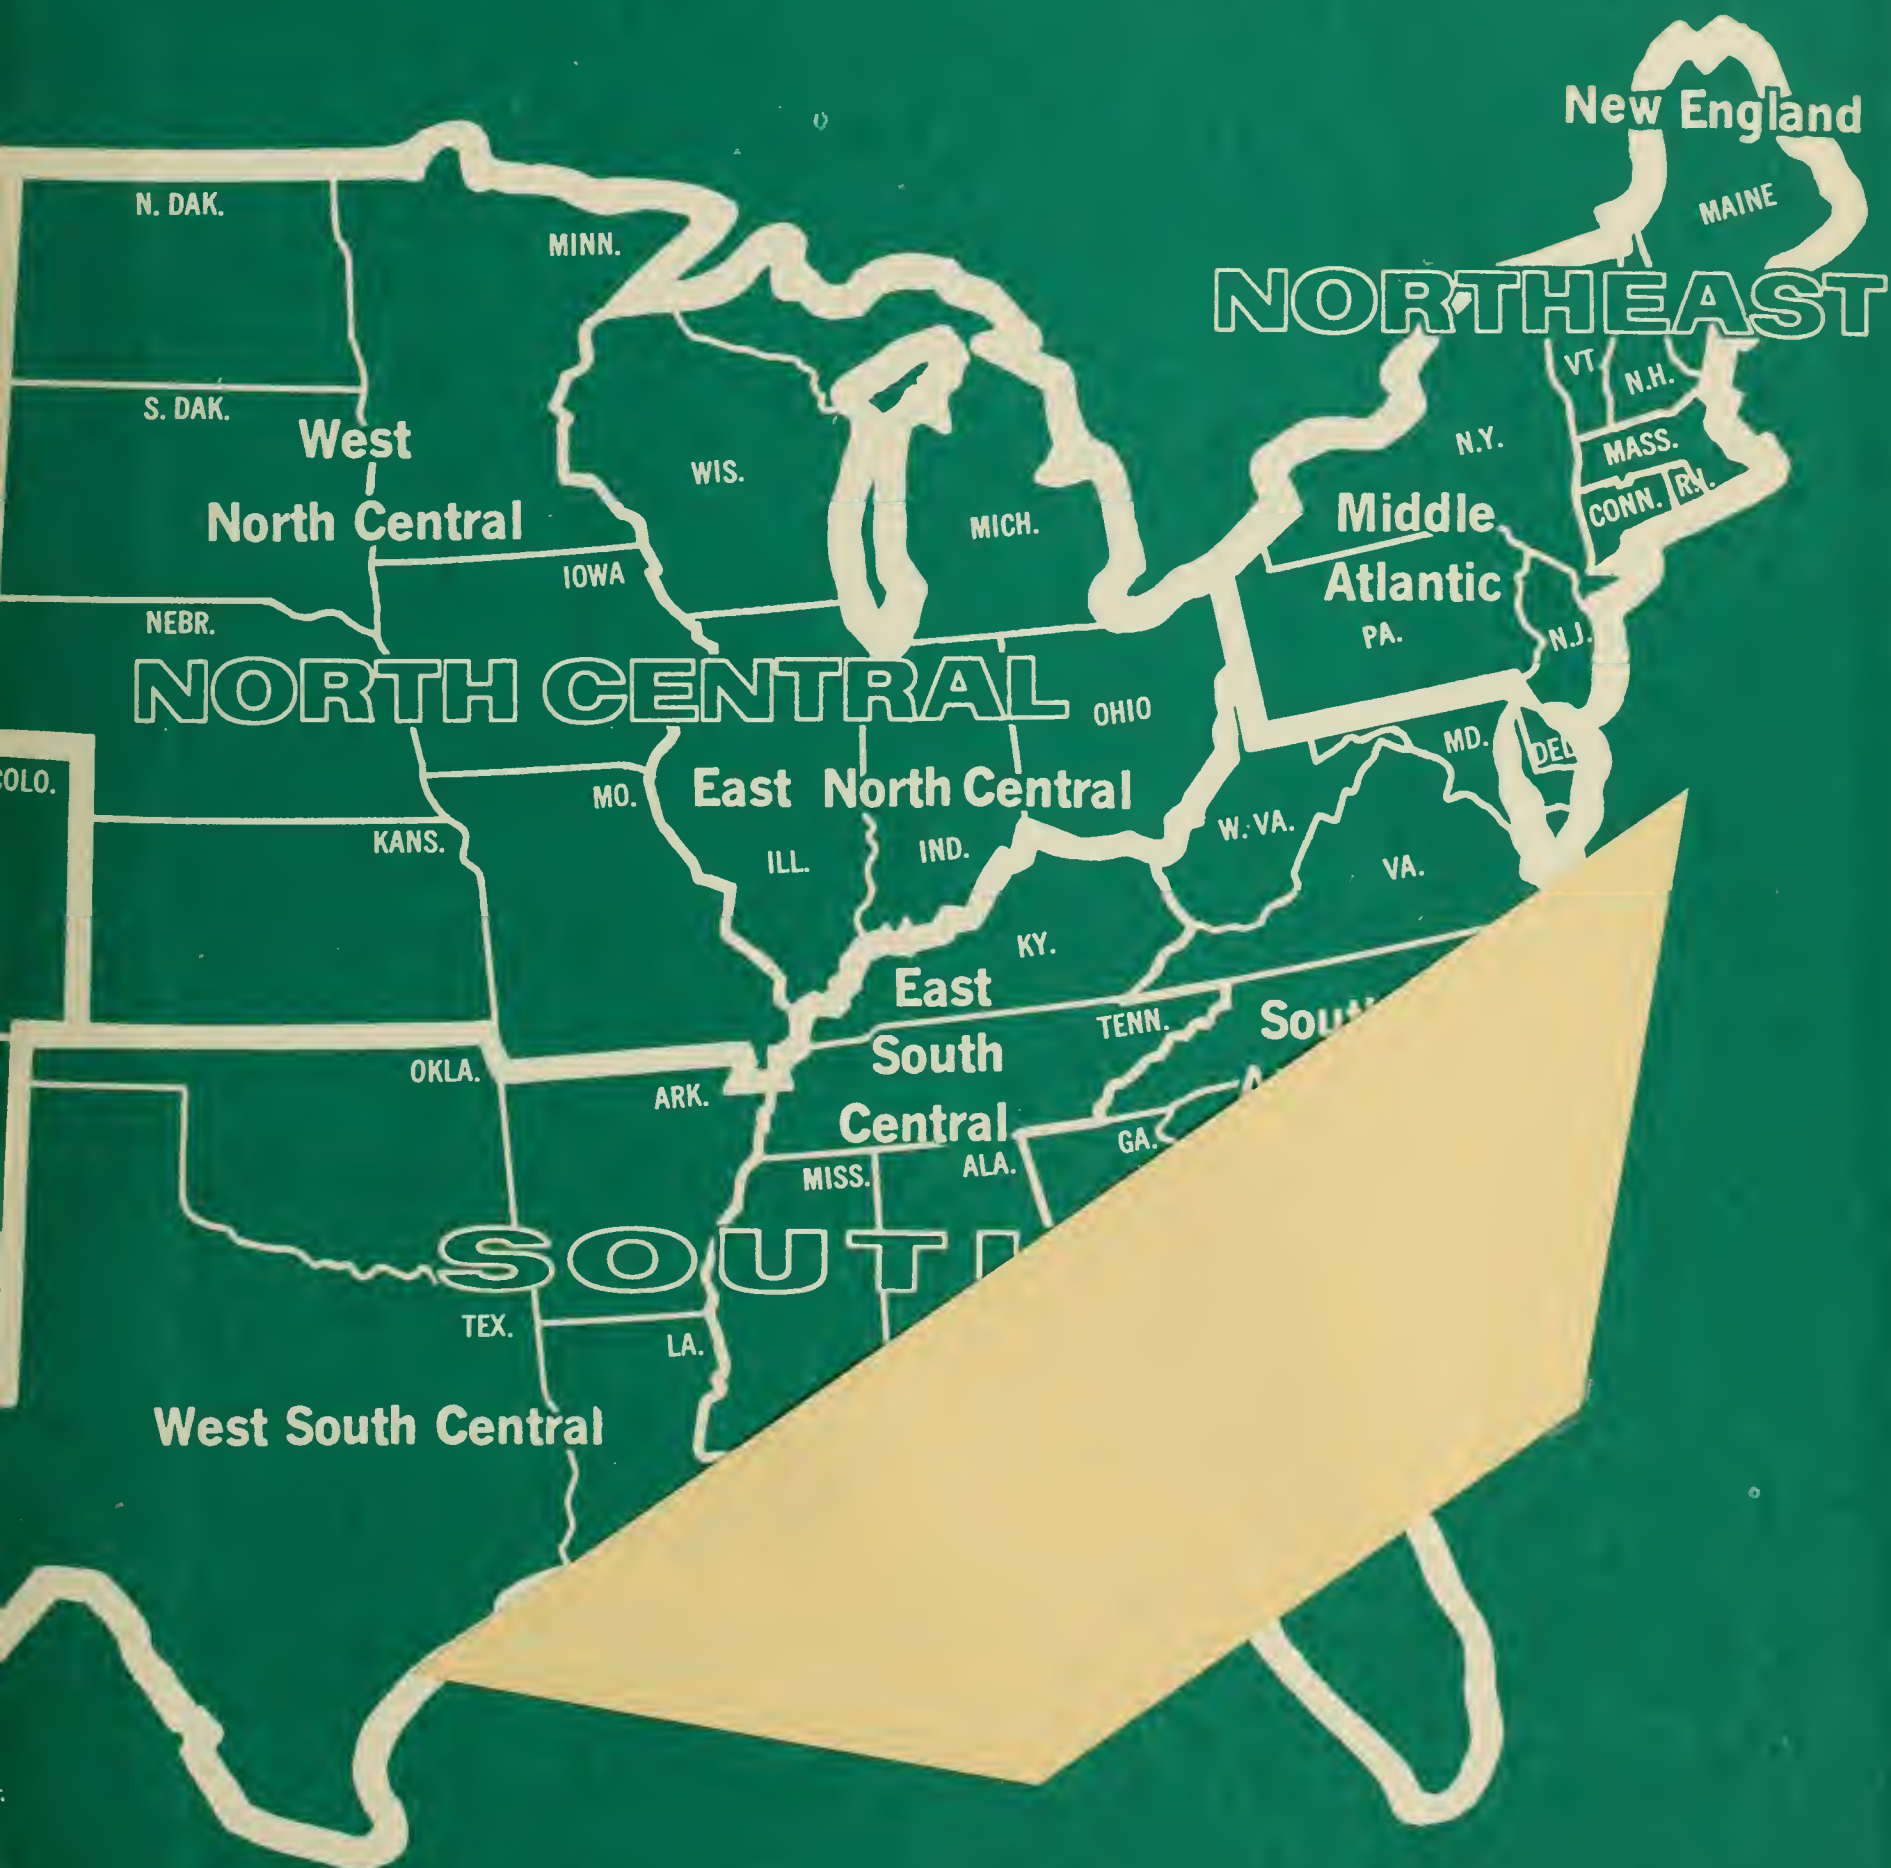 New England
MAINE
N. DAK.
MINN.
NORTHEAST
VT.
N.H.
S. DAK.
West
WIS.
N.Y.
MASS.
CONN.
R.I.
North Central
MICH.
Middle
IOWA
Atlantic
NEBR.
PA.
N.J.
NORTH CENTRAL
OHIO
MD.
DEL
COLO.
MO.
East North Central
KANS.
ILL.
IND.
W. VA.
VA.
KY.
East
TENN.
South
OKLA.
ARK.
Central
GA.
MISS.
ALA.
TEX.
LA.
West South Central